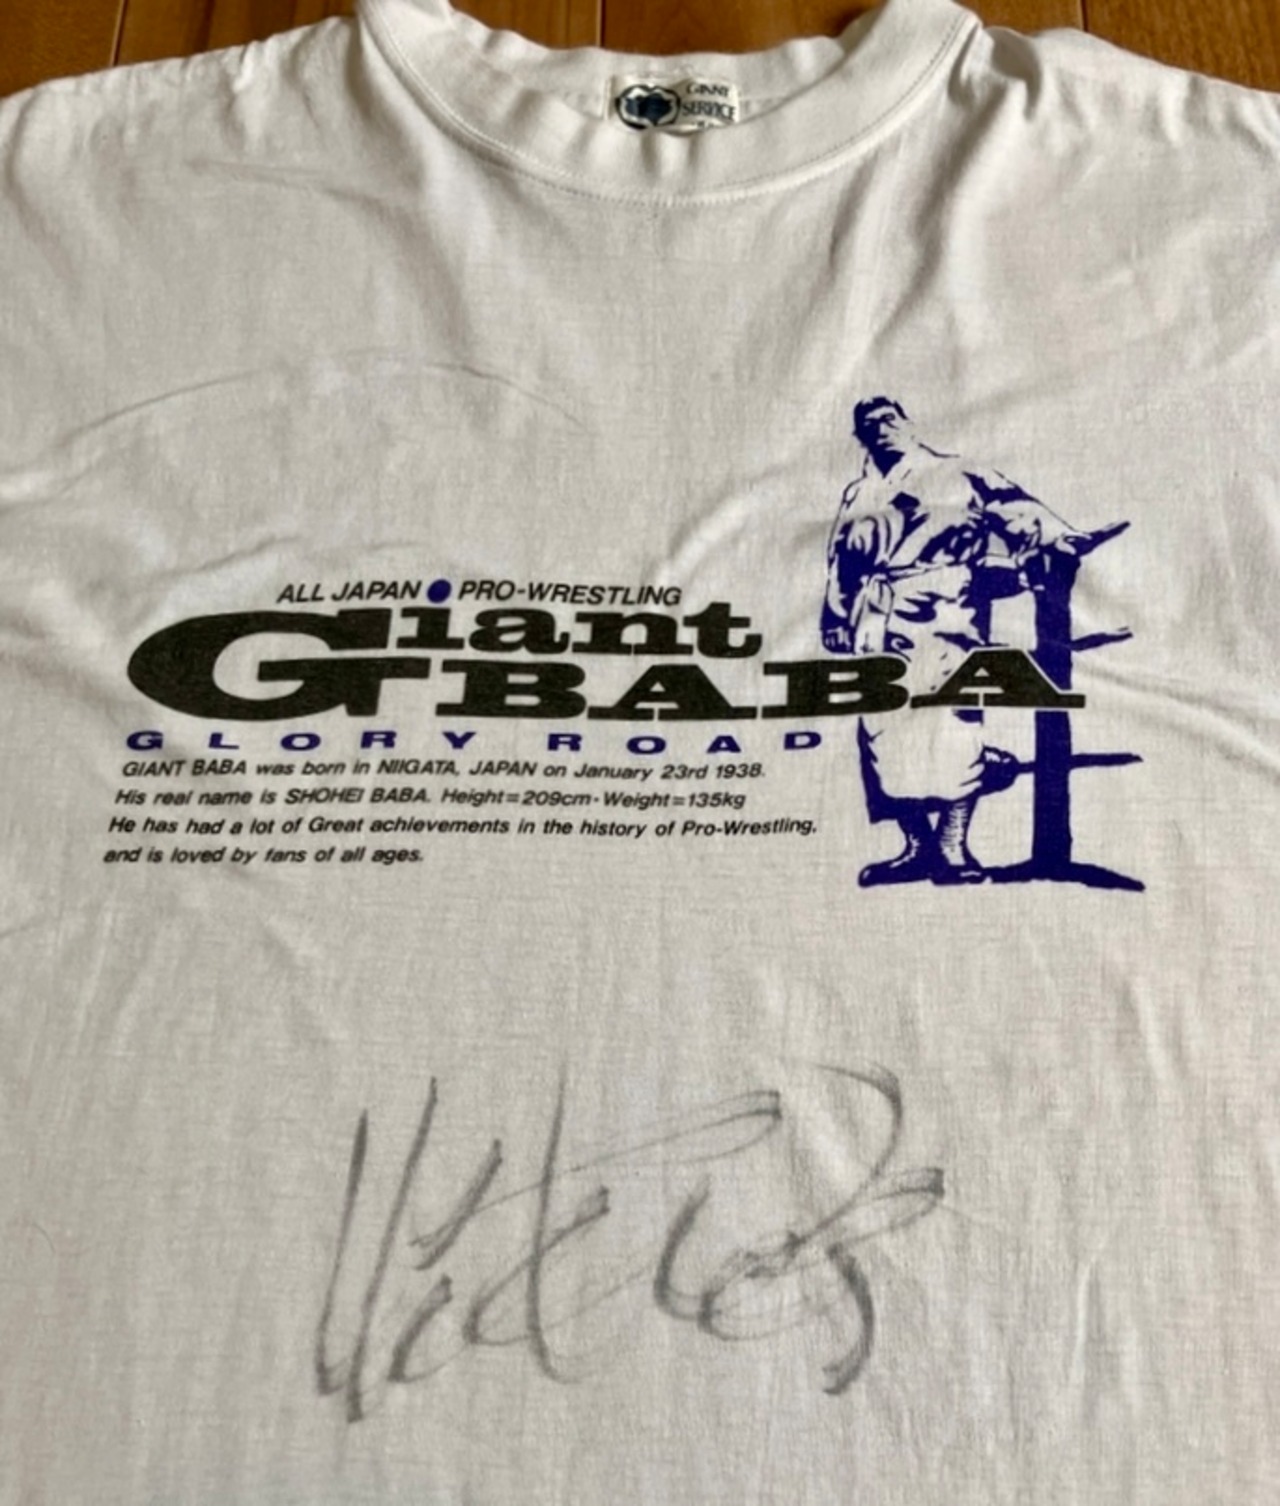 GIANT
SERVICE
ALL JAPAN ● PRO-WRESTLING
Giant
BABA
GLORY ROAD
GIANT BABA was born in NIIGATA, JAPAN on January 23rd 1938.
His real name is SHOHEI BABA. Height=209cm·Weight=135kg
He has had a lot of Great achievements in the history of Pro-Wrestling,
and is loved by fans of all ages.